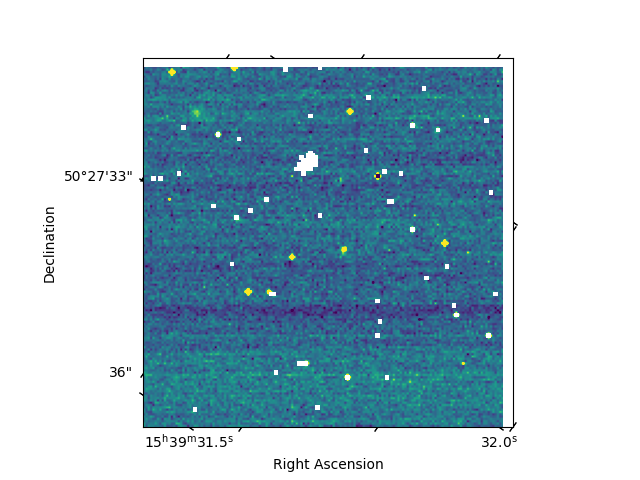 50°27'33"
Declination
36"
15ʰ39ᵐ31.5ˢ
32.0ˢ
Right Ascension